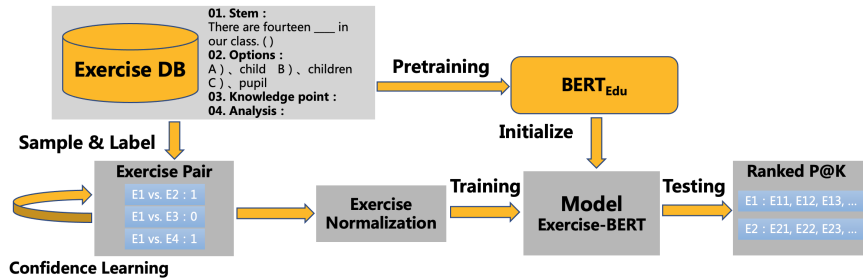 Exercise DB
01. Stem：
There are fourteen ___ in
our class. ( )
02. Options：
A）、child B）、children
C）、pupil
03. Knowledge point：
04. Analysis：
Pretraining
BERTEdu
Sample & Label
Initialize
Exercise Pair
E1 vs. E2：1
E1 vs. E3：0
E1 vs. E4：1
Confidence Learning
Exercise
Normalization
Training
Model
Exercise-BERT
Testing
Ranked P@K
E1：E11, E12, E13, ...
E2：E21, E22, E23, ...